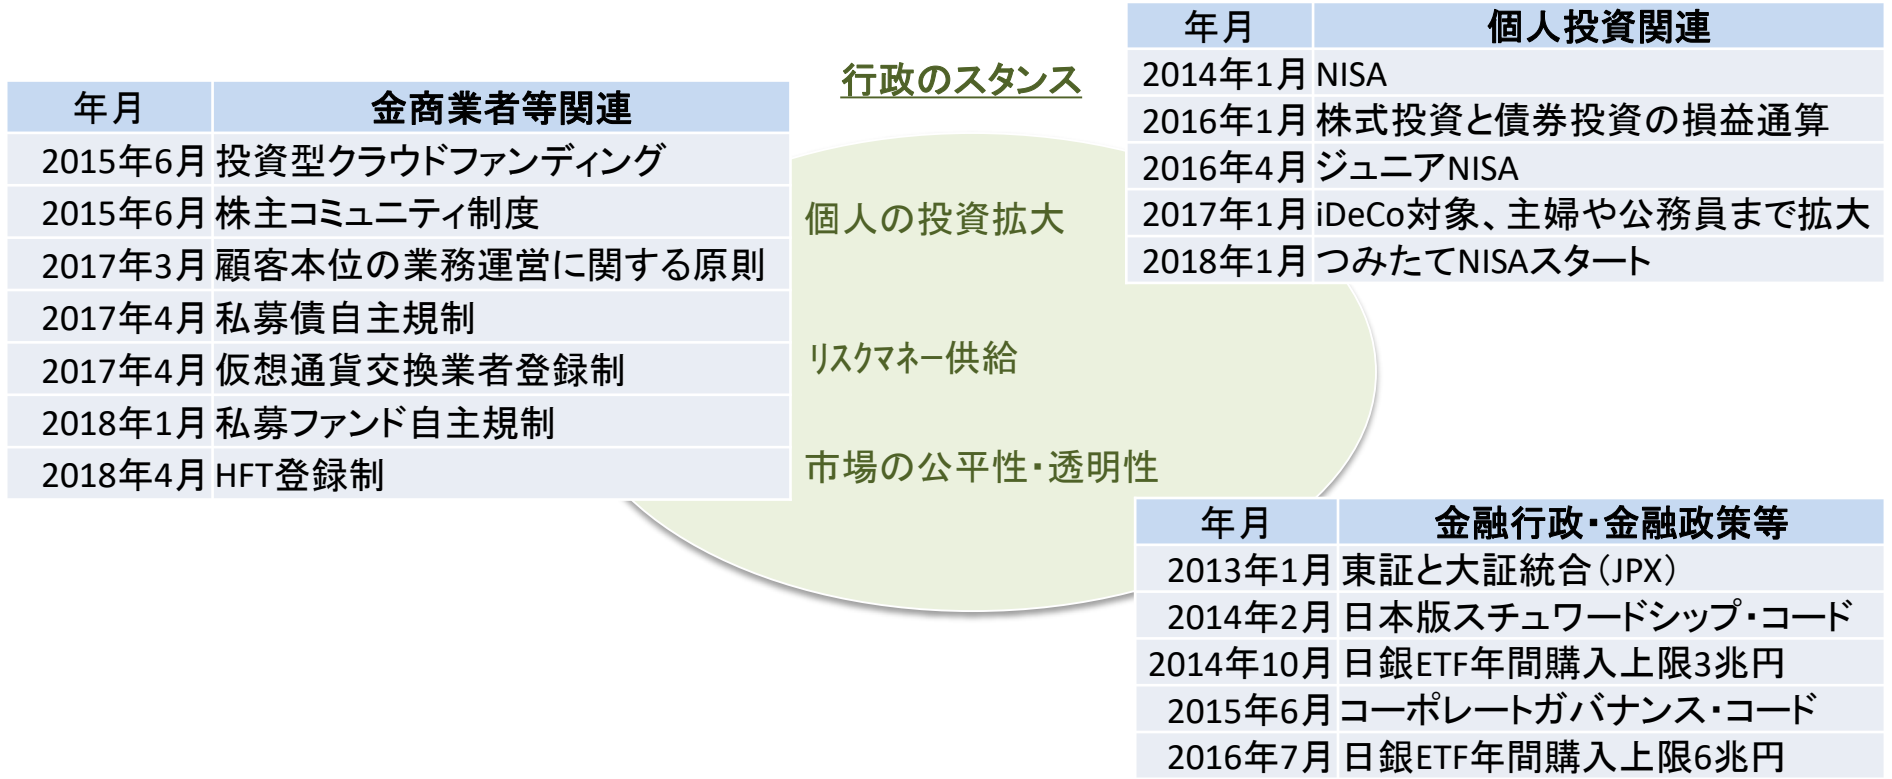 年月 金商業者等関連
2015年6月 投資型クラウドファンディング
2015年6月 株主コミュニティ制度
2017年3月 顧客本位の業務運営に関する原則
2017年4月 私募債自主規制
2017年4月 仮想通貨交換業者登録制
2018年1月 私募ファンド自主規制
2018年4月 HFT登録制
行政のスタンス
個人の投資拡大
リスクマネー供給
市場の公平性・透明性
年月 個人投資関連
2014年1月 NISA
2016年1月 株式投資と債券投資の損益通算
2016年4月 ジュニアNISA
2017年1月 iDeCo対象、主婦や公務員まで拡大
2018年1月 つみたてNISAスタート
年月 金融行政・金融政策等
2013年1月 東証と大証統合（JPX）
2014年2月 日本版スチュワードシップ・コード
2014年10月 日銀ETF年間購入上限3兆円
2015年6月 コーポレートガバナンス・コード
2016年7月 日銀ETF年間購入上限6兆円